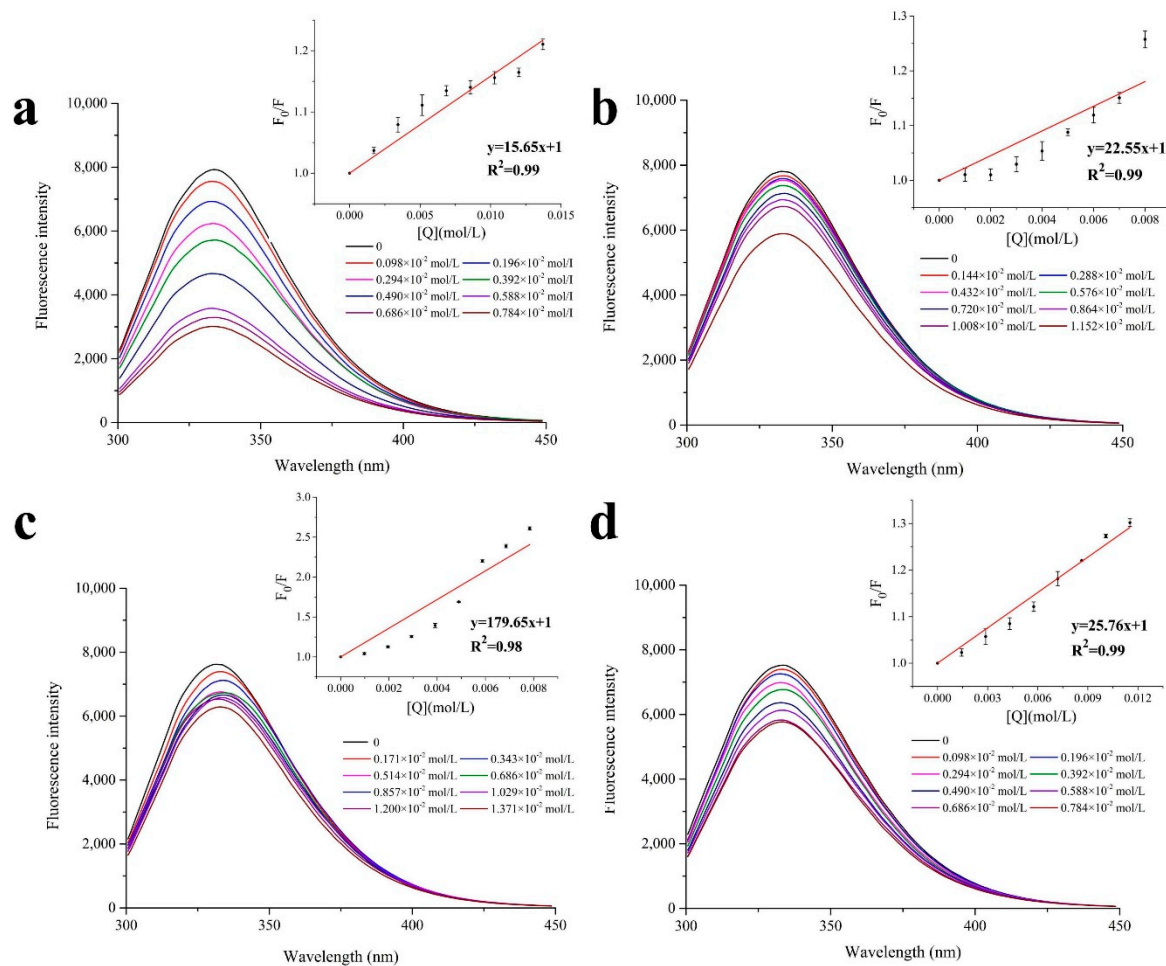 a
10,000
8,000
6,000
4,000
2,000
0
Fluorescence intensity
300
350
400
450
Wavelength (nm)
1.2
1.1
1.0
F0/F
y=15.65x+1
R²=0.99
0.000
0.005
0.010
0.015
[Q](mol/L)
0
0.098×10⁻² mol/L
0.196×10⁻² mol/l
0.294×10⁻² mol/L
0.392×10⁻² mol/l
0.490×10⁻² mol/L
0.588×10⁻² mol/l
0.686×10⁻² mol/L
0.784×10⁻² mol/l
b
10,000
8,000
6,000
4,000
2,000
0
Fluorescence intensity
300
350
400
450
Wavelength (nm)
1.3
1.2
1.1
1.0
F0/F
y=22.55x+1
R²=0.99
0.000
0.002
0.004
0.006
0.008
[Q](mol/L)
0
0.144×10⁻² mol/L
0.288×10⁻² mol/L
0.432×10⁻² mol/L
0.576×10⁻² mol/L
0.720×10⁻² mol/L
0.864×10⁻² mol/L
1.008×10⁻² mol/L
1.152×10⁻² mol/L
c
10,000
8,000
6,000
4,000
2,000
0
Fluorescence intensity
300
350
400
450
Wavelength (nm)
3.0
2.5
2.0
1.5
1.0
F0/F
y=179.65x+1
R²=0.98
0.000
0.002
0.004
0.006
0.008
[Q](mol/L)
0
0.171×10⁻² mol/L
0.343×10⁻² mol/L
0.514×10⁻² mol/L
0.686×10⁻² mol/L
0.857×10⁻² mol/L
1.029×10⁻² mol/L
1.200×10⁻² mol/L
1.371×10⁻² mol/L
d
10,000
8,000
6,000
4,000
2,000
0
Fluorescence intensity
300
350
400
450
Wavelength (nm)
1.3
1.2
1.1
1.0
F0/F
y=25.76x+1
R²=0.99
0.000
0.003
0.006
0.009
0.012
[Q](mol/L)
0
0.098×10⁻² mol/L
0.196×10⁻² mol/L
0.294×10⁻² mol/L
0.392×10⁻² mol/L
0.490×10⁻² mol/L
0.588×10⁻² mol/L
0.686×10⁻² mol/L
0.784×10⁻² mol/L